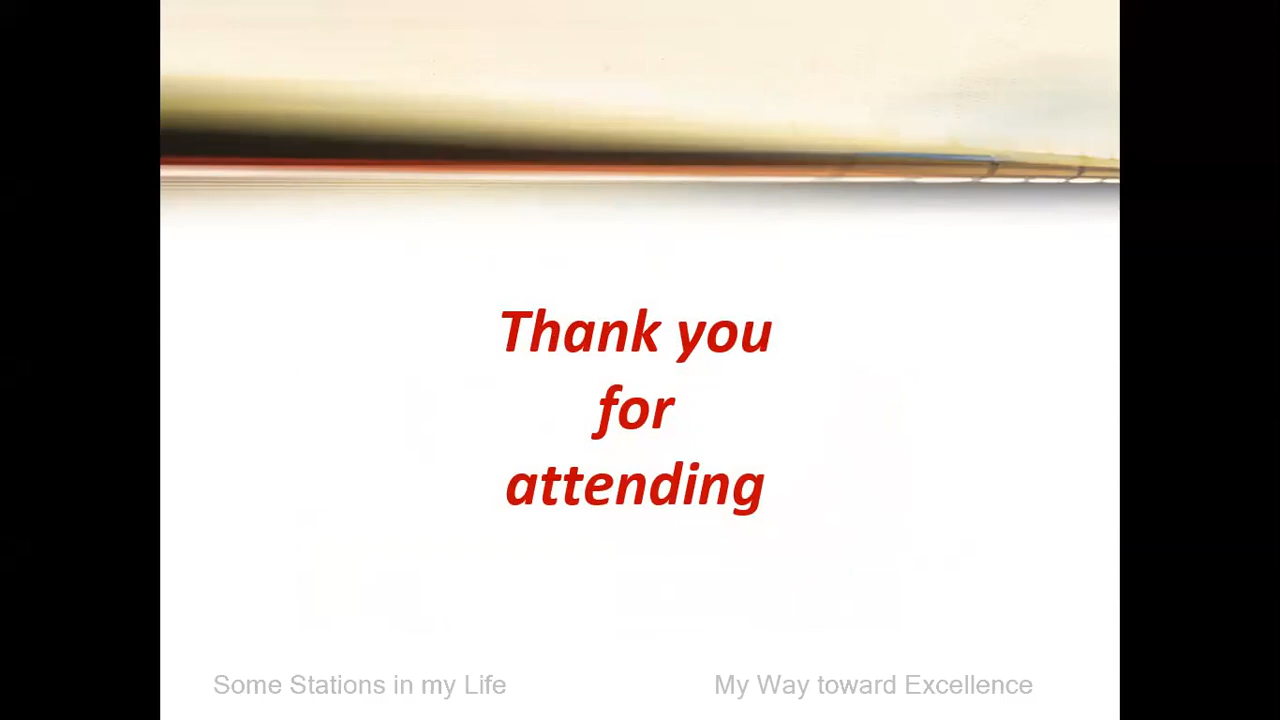 Thank you
for
attending
Some Stations in my Life
My Way toward Excellence